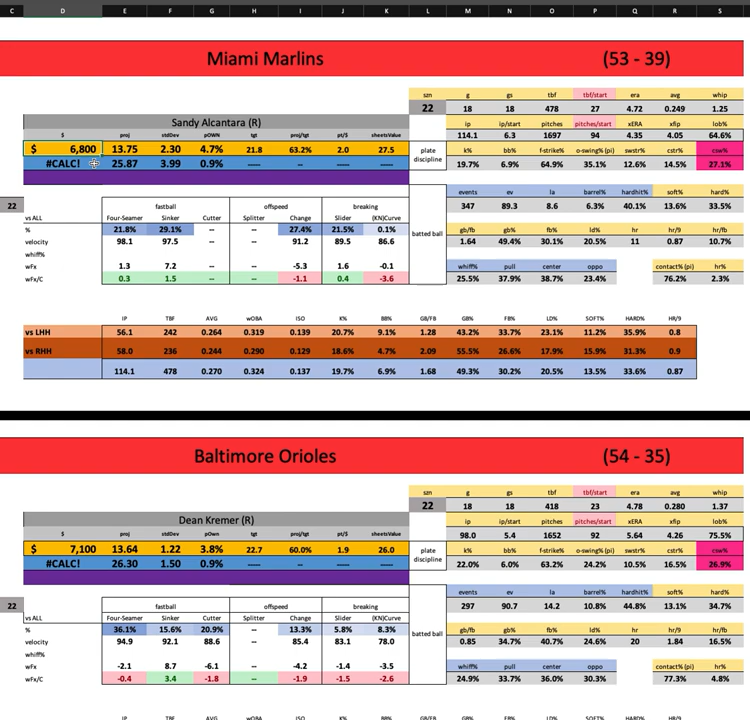 C D E F G H I J K L M N O P Q R S
Miami Marlins (53 - 39)
szn g gs tbf tbf/start era avg whip
22 18 18 478 27 4.72 0.249 1.25
Sandy Alcantara (R) ip ip/start pitches pitches/start xERA xfip lob%
114.1 6.3 1697 94 4.35 4.05 64.6%
$ proj stdDev pOWN tgt proj/tgt pt/$ sheetsValue
$ 6,800 13.75 2.30 4.7% 21.8 63.2% 2.0 27.5
plate discipline k% bb% f-strike% o-swing% (pi) swstr% cstr% csw%
#CALC! 25.87 3.99 0.9% ---- -- ---- ----
19.7% 6.9% 64.9% 35.1% 12.6% 14.5% 27.1%
events ev la barrel% hardhit% soft% hard%
22 fastball offspeed breaking
347 89.3 8.6 6.3% 40.1% 13.6% 33.5%
vs ALL Four-Seamer Sinker Cutter Splitter Change Slider (KN)Curve
% 21.8% 29.1% -- -- 27.4% 21.5% 0.1%
batted ball gb/fb gb% fb% ld% hr hr/9 hr/fb
velocity 98.1 97.5 -- -- 91.2 89.5 86.6
1.64 49.4% 30.1% 20.5% 11 0.87 10.7%
whiff%
wFx 1.3 7.2 -5.3 1.6 -0.1
whiff% pull center oppo contact% (pi) hr%
wFx/C 0.3 1.5 -- -- -1.1 0.4 -3.6
25.5% 37.9% 38.7% 23.4% 76.2% 2.3%
IP TBF AVG wOBA ISO K% BB% GB/FB GB% FB% LD% SOFT% HARD% HR/9
vs LHH 56.1 242 0.264 0.319 0.139 20.7% 9.1% 1.28 43.2% 33.7% 23.1% 11.2% 35.9% 0.8
vs RHH 58.0 236 0.244 0.290 0.129 18.6% 4.7% 2.09 55.5% 26.6% 17.9% 15.9% 31.3% 0.9
114.1 478 0.270 0.324 0.137 19.7% 6.9% 1.68 49.3% 30.2% 20.5% 13.5% 33.6% 0.87
Baltimore Orioles (54 - 35)
szn g gs tbf tbf/start era avg whip
22 18 18 418 23 4.78 0.280 1.37
Dean Kremer (R) ip ip/start pitches pitches/start xERA xfip lob%
98.0 5.4 1652 92 5.64 4.26 75.5%
$ proj stdDev pOwn tgt proj/tgt pt/$ sheetsValue
$ 7,100 13.64 1.22 3.8% 22.7 60.0% 1.9 26.0
plate discipline k% bb% f-strike% o-swing% (pi) swstr% cstr% csw%
#CALC! 26.30 1.50 0.9% ---- -- ---- ----
22.0% 6.0% 63.2% 24.2% 10.5% 16.5% 26.9%
events ev la barrel% hardhit% soft% hard%
22 fastball offspeed breaking
297 90.7 14.2 10.8% 44.8% 13.1% 34.7%
vs ALL Four-Seamer Sinker Cutter Splitter Change Slider (KN)Curve
% 36.1% 15.6% 20.9% -- 13.3% 5.8% 8.3%
batted ball gb/fb gb% fb% ld% hr hr/9 hr/fb
velocity 94.9 92.1 88.6 -- 85.4 83.1 78.0
0.85 34.7% 40.7% 24.6% 20 1.84 16.5%
whiff%
wFx -2.1 8.7 -6.1 -4.2 -1.4 -3.5
whiff% pull center oppo contact% (pi) hr%
wFx/C -0.4 3.4 -1.8 -- -1.9 -1.5 -2.6
24.9% 33.7% 36.0% 30.3% 77.3% 4.8%
IP TBF AVG wOBA ISO K% BB% GB/FB GB% FB% LD% SOFT% HARD% HR/9